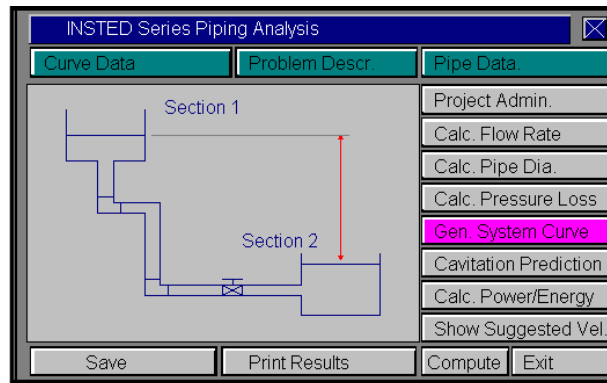 INSTED Series Piping Analysis
Curve Data Problem Descr. Pipe Data.
Section 1
Section 2
Project Admin.
Calc. Flow Rate
Calc. Pipe Dia.
Calc. Pressure Loss
Gen. System Curve
Cavitation Prediction
Calc. Power/Energy
Show Suggested Vel.
Save Print Results Compute Exit